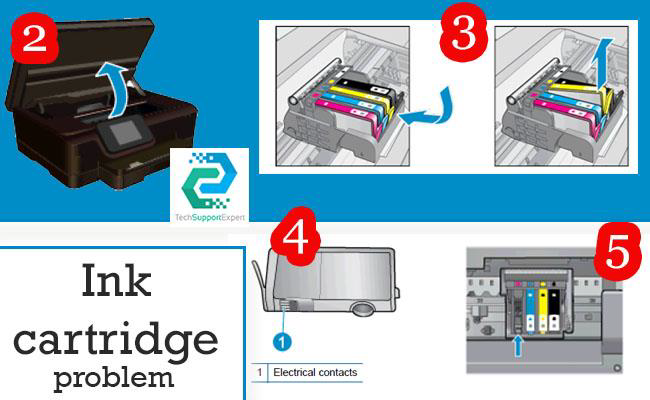 2
3
TechSupportExpert
4
5
Ink
cartridge
problem
1
1 Electrical contacts